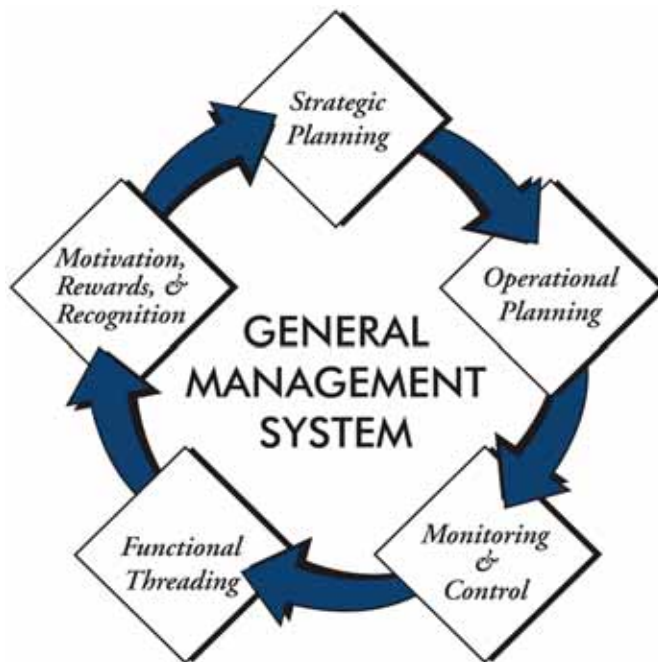 Strategic
Planning
Operational
Planning
Monitoring
&
Control
Functional
Threading
Motivation,
Rewards, &
Recognition
GENERAL
MANAGEMENT
SYSTEM